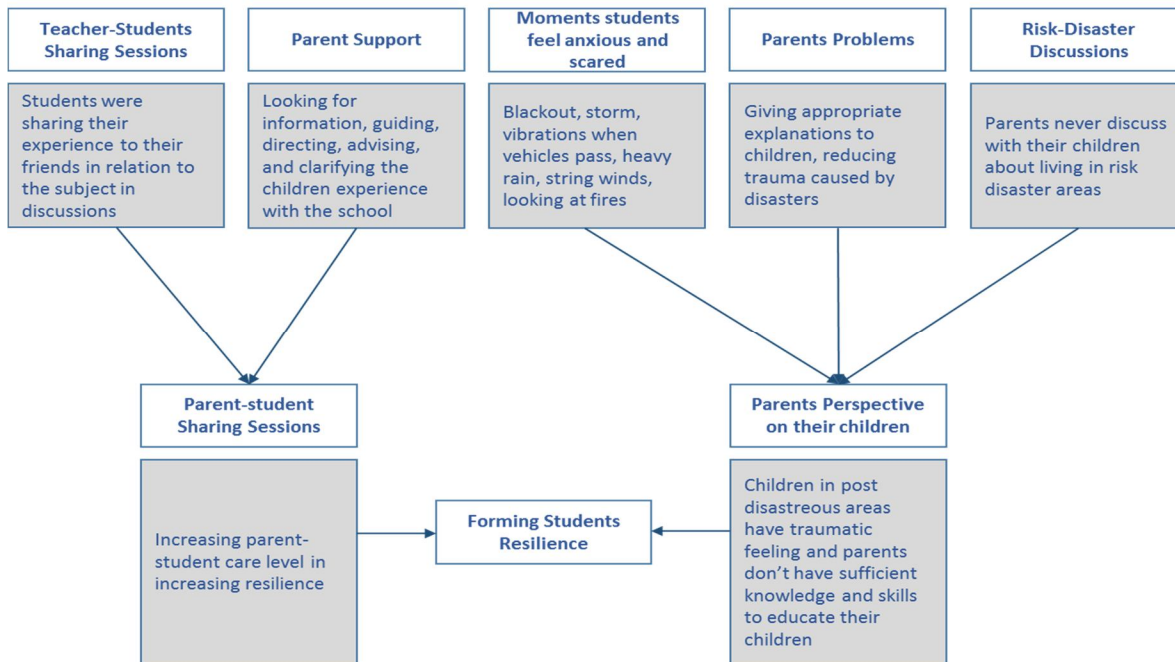 Teacher-Students
Sharing Sessions
Students were
sharing their
experience to their
friends in relation to
the subject in
discussions
Parent Support
Looking for
information, guiding,
directing, advising,
and clarifying the
children experience
with the school
Moments students
feel anxious and
scared
Blackout, storm,
vibrations when
vehicles pass, heavy
rain, string winds,
looking at fires
Parents Problems
Giving appropriate
explanations to
children, reducing
trauma caused by
disasters
Risk-Disaster
Discussions
Parents never discuss
with their children
about living in risk
disaster areas
Parent-student
Sharing Sessions
Increasing parent-
student care level in
increasing resilience
Forming Students
Resilience
Parents Perspective
on their children
Children in post
disastreous areas
have traumatic
feeling and parents
don't have sufficient
knowledge and skills
to educate their
children